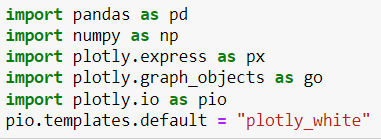 import pandas as pd
import numpy as np
import plotly.express as px
import plotly.graph_objects as go
import plotly.io as pio
pio.templates.default = "plotly_white"